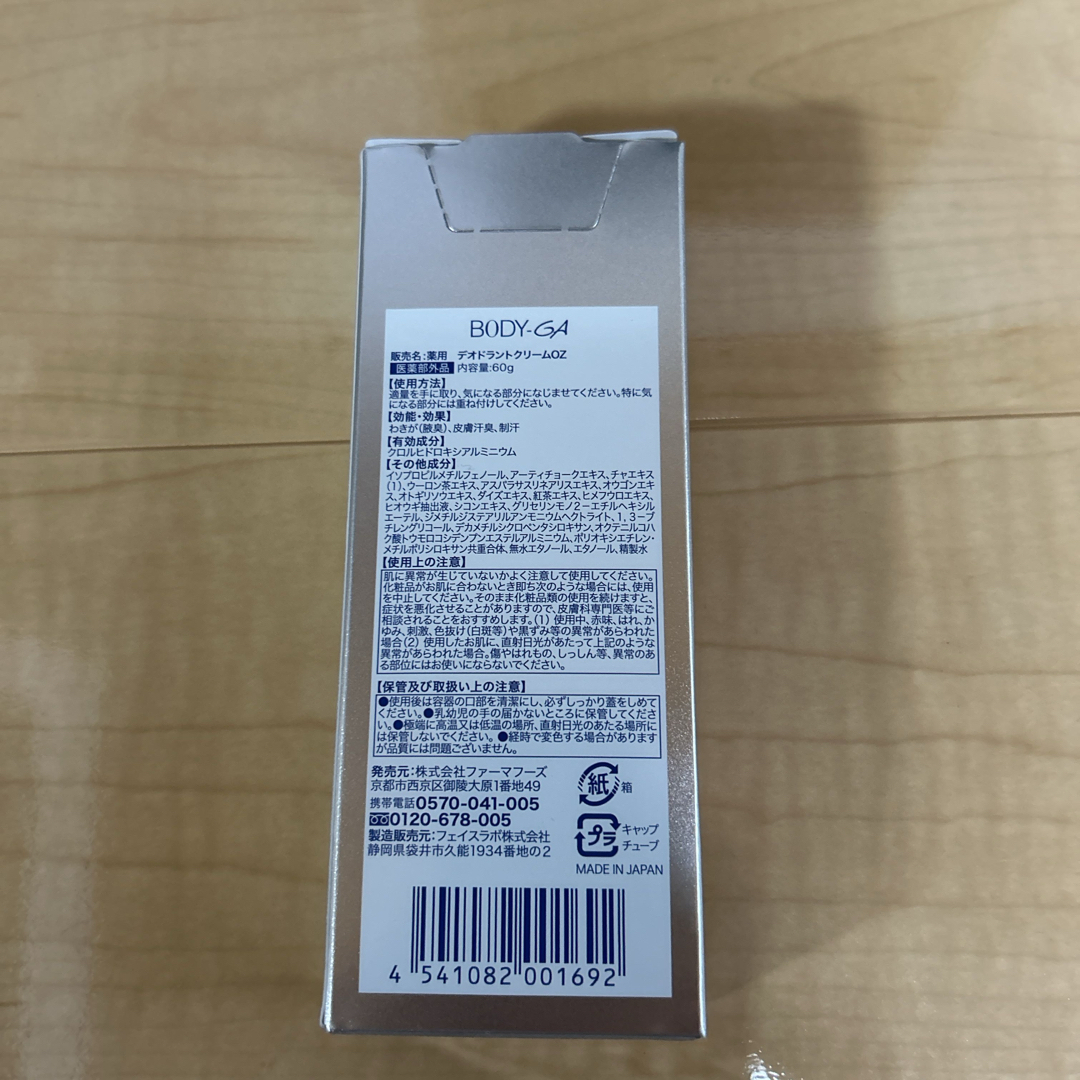 BODY-GA
販売名:薬用 デオドラントクリームOZ
医薬部外品 内容量:60g
【使用方法】
適量を手に取り、気になる部分になじませてください。特に気
になる部分には重ね付けしてください。
【効能・効果】
わきが(腋臭)、皮膚汗臭、制汗
【有効成分】
クロルヒドロキシアルミニウム
【その他成分】
イソプロピルメチルフェノール、アーティチョークエキス、チャエキス
(1)、ウーロン茶エキス、アスパラサスリネアリスエキス、オウゴンエキ
ス、オトギリソウエキス、ダイズエキス、紅茶エキス、ヒメフウロエキス、
ヒオウギ抽出液、シコンエキス、グリセリンモノ2-エチルヘキシル
エーテル、ジメチルジステアリルアンモニウムヘクトライト、1,3-ブ
チレングリコール、デカメチルシクロペンタシロキサン、オクテニルコハ
ク酸トウモロコシデンプンエステルアルミニウム、ポリオキシエチレン・
メチルポリシロキサン共重合体、無水エタノール、エタノール、精製水
【使用上の注意】
肌に異常が生じていないかよく注意して使用してください。
化粧品がお肌に合わないとき即ち次のような場合には、使用
を中止してください。そのまま化粧品類の使用を続けますと、
症状を悪化させることがありますので、皮膚科専門医等にご
相談されることをおすすめします。(1) 使用中、赤味、はれ、か
ゆみ、刺激、色抜け(白斑等)や黒ずみ等の異常があらわれた
場合(2) 使用したお肌に、直射日光があたって上記のような
異常があらわれた場合。傷やはれもの、しっしん等、異常のあ
る部位にはお使いにならないでください。
【保管及び取扱い上の注意】
●使用後は容器の口部を清潔にし、必ずしっかり蓋をしめて
ください。●乳幼児の手の届かないところに保管してくださ
い。●極端に高温又は低温の場所、直射日光のあたる場所に
は保管しないでください。●経時で変色する場合があります
が品質には問題ございません。
発売元:株式会社ファーマフーズ
京都市西京区御陵大原1番地49
携帯電話0570-041-005
0120-678-005
製造販売元:フェイスラボ株式会社
静岡県袋井市久能1934番地の2
紙 箱
プラ キャップ
チューブ
MADE IN JAPAN
4 541082 001692